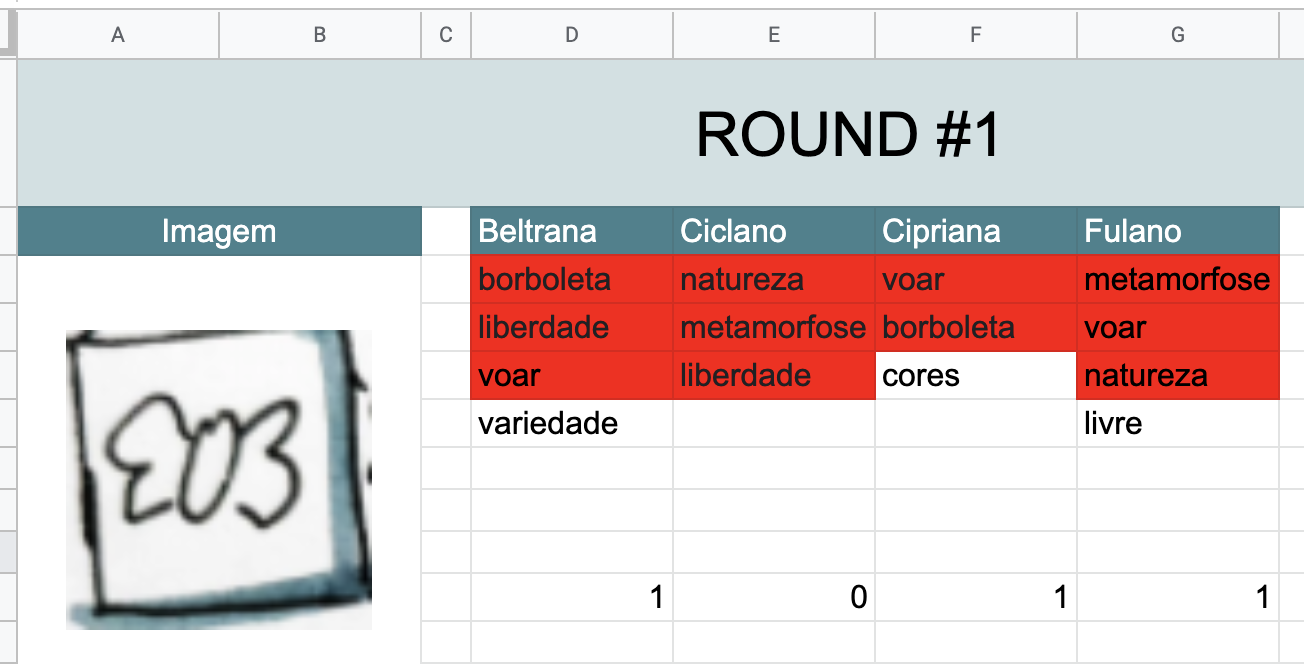 A B C D E F G
ROUND #1
Imagem Beltrana Ciclano Cipriana Fulano
borboleta natureza voar metamorfose
liberdade metamorfose borboleta voar
voar liberdade cores natureza
variedade livre
1 0 1 1